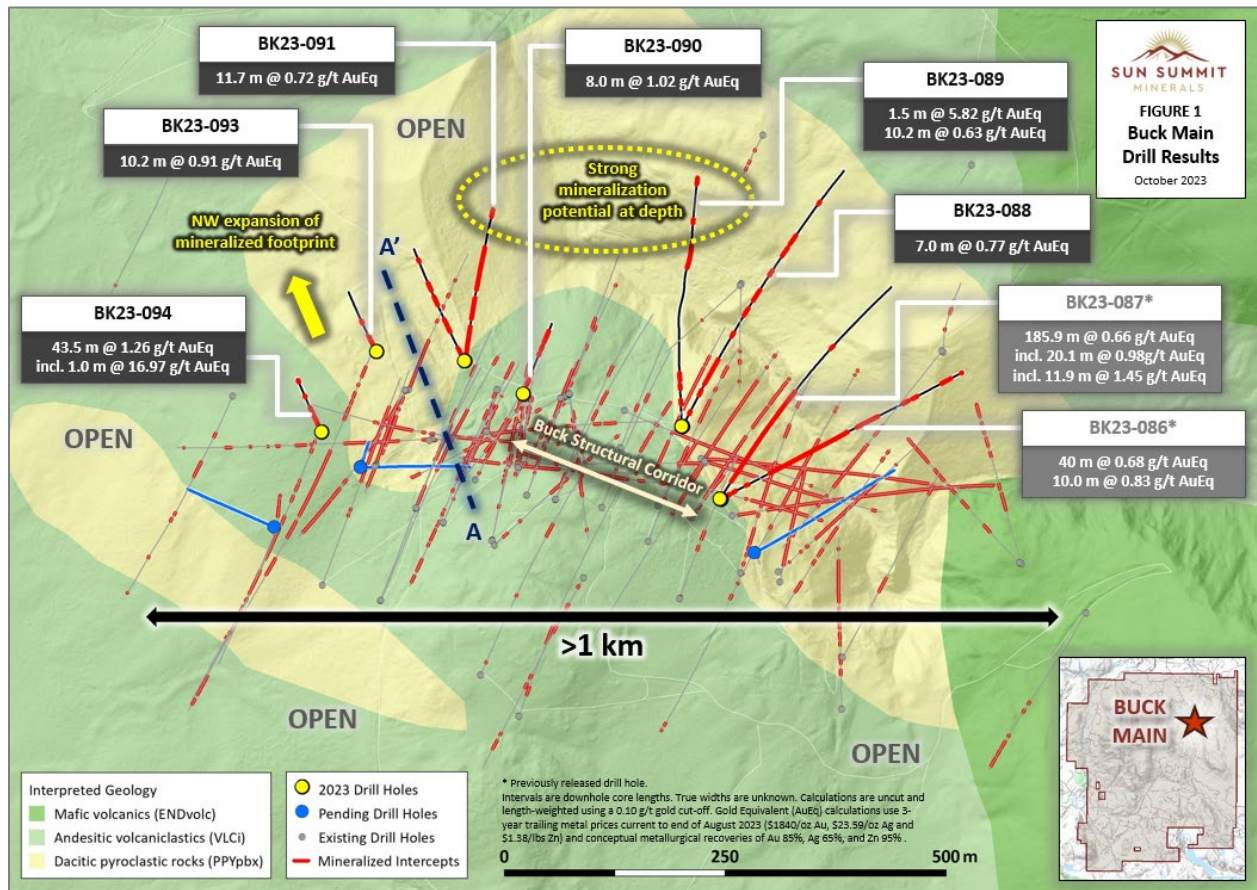 BK23-091
11.7 m @ 0.72 g/t AuEq
BK23-090
8.0 m @ 1.02 g/t AuEq
BK23-089
1.5 m @ 5.82 g/t AuEq
10.2 m @ 0.63 g/t AuEq
SUN SUMMIT
MINERALS
FIGURE 1
Buck Main
Drill Results
October 2023
BK23-093
10.2 m @ 0.91 g/t AuEq
OPEN
Strong
mineralization
potential at depth
BK23-088
7.0 m @ 0.77 g/t AuEq
NW expansion of
mineralized footprint
A'
BK23-094
43.5 m @ 1.26 g/t AuEq
incl. 1.0 m @ 16.97 g/t AuEq
BK23-087*
185.9 m @ 0.66 g/t AuEq
incl. 20.1 m @ 0.98g/t AuEq
incl. 11.9 m @ 1.45 g/t AuEq
BK23-086*
40 m @ 0.68 g/t AuEq
10.0 m @ 0.83 g/t AuEq
OPEN
Buck Structural Corridor
A
>1 km
OPEN
OPEN
BUCK
MAIN
Interpreted Geology
Mafic volcanics (ENDvolc)
Andesitic volcaniclastics (VLCi)
Dacitic pyroclastic rocks (PPYpbx)
2023 Drill Holes
Pending Drill Holes
Existing Drill Holes
Mineralized Intercepts
* Previously released drill hole.
Intervals are downhole core lengths. True widths are unknown. Calculations are uncut and
length-weighted using a 0.10 g/t gold cut-off. Gold Equivalent (AuEq) calculations use 3-
year trailing metal prices current to end of August 2023 ($1840/oz Au, $23.59/oz Ag and
$1.38/lbs Zn) and conceptual metallurgical recoveries of Au 85%, Ag 65%, and Zn 95% .
0 250 500 m